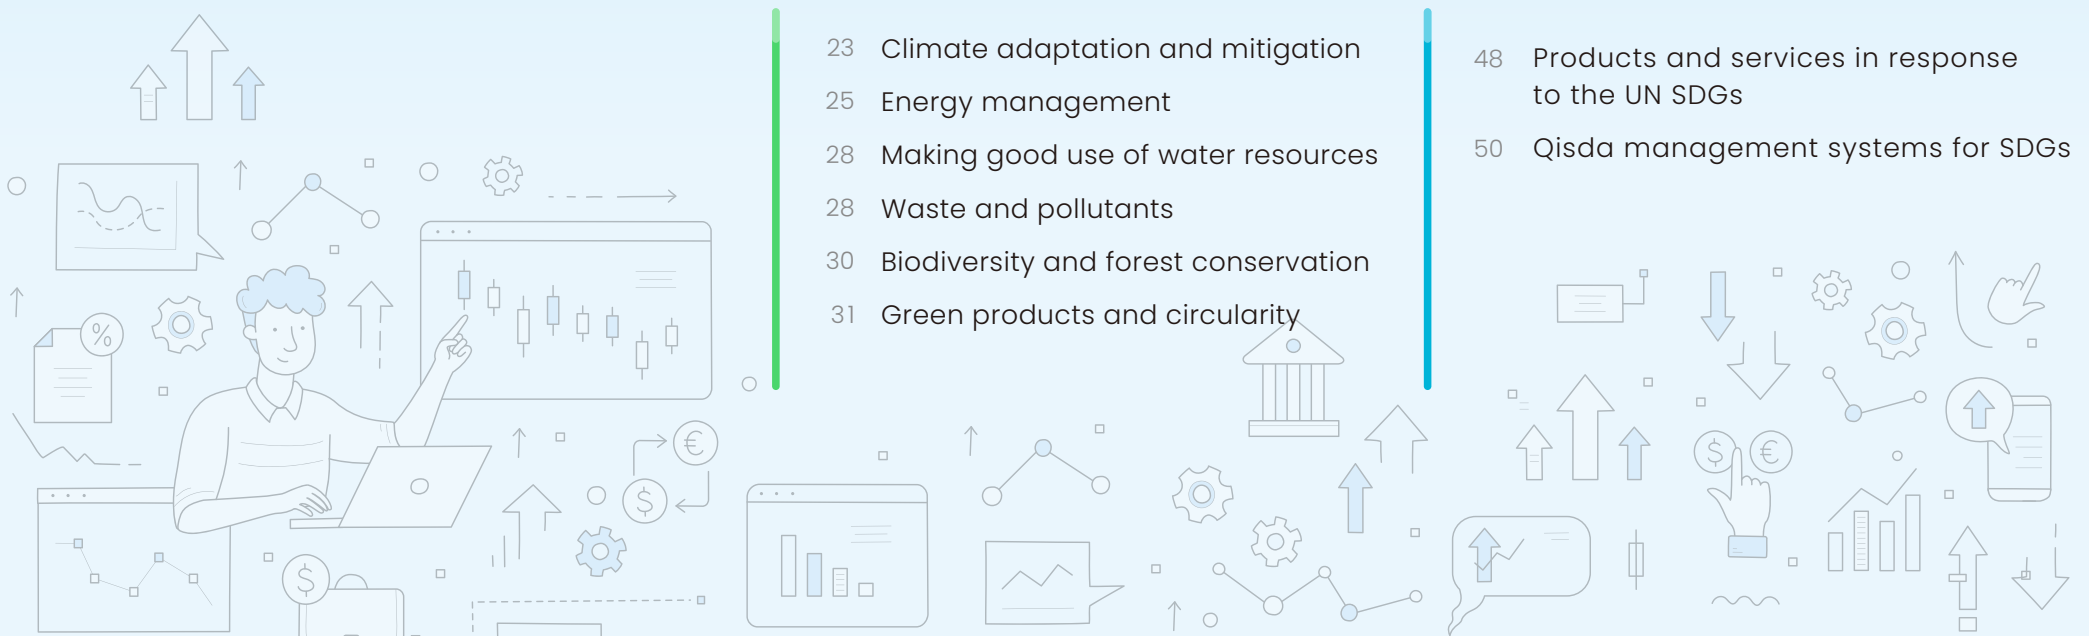 23 Climate adaptation and mitigation
25 Energy management
28 Making good use of water resources
28 Waste and pollutants
30 Biodiversity and forest conservation
31 Green products and circularity
48 Products and services in response
to the UN SDGs
50 Qisda management systems for SDGs
%
€
$
$
$ €